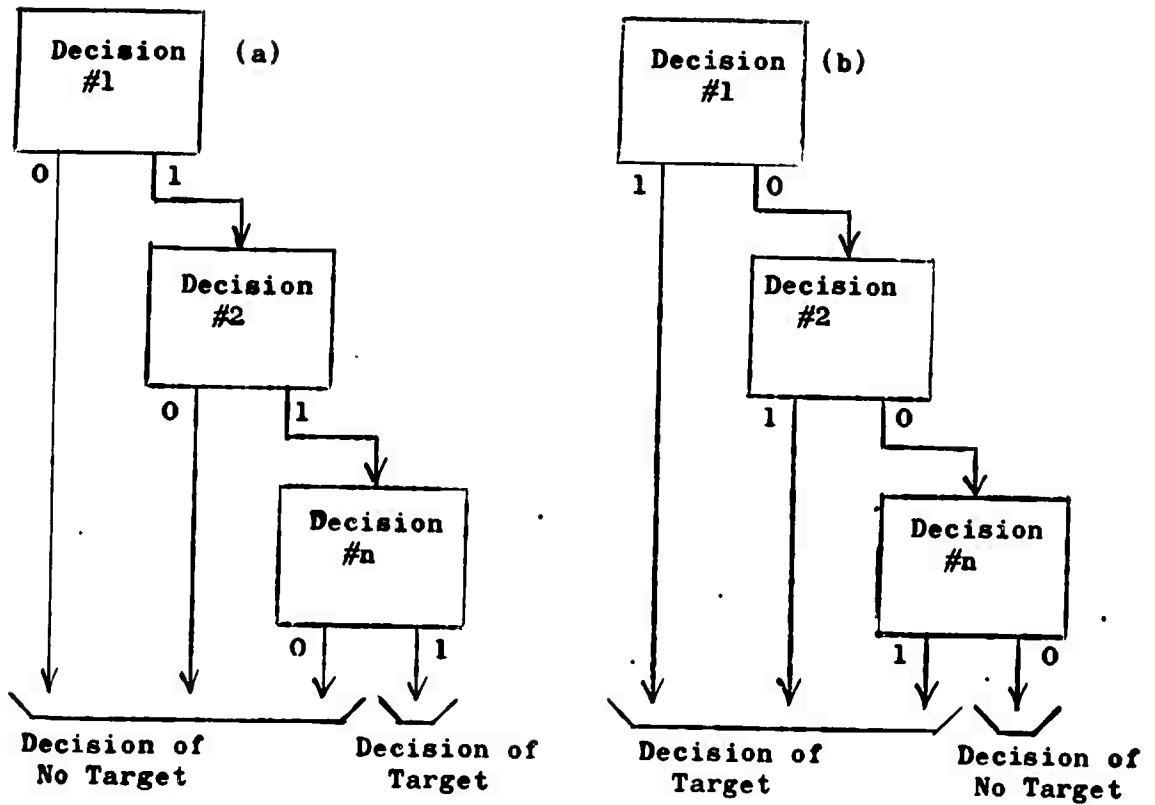 Decision
#1
(a)
0
1
Decision
#2
0
1
Decision
#n
0
1
Decision of
No Target
Decision of
Target
Decision
#1
(b)
1
0
Decision
#2
1
0
Decision
#n
1
0
Decision of
Target
Decision of
No Target